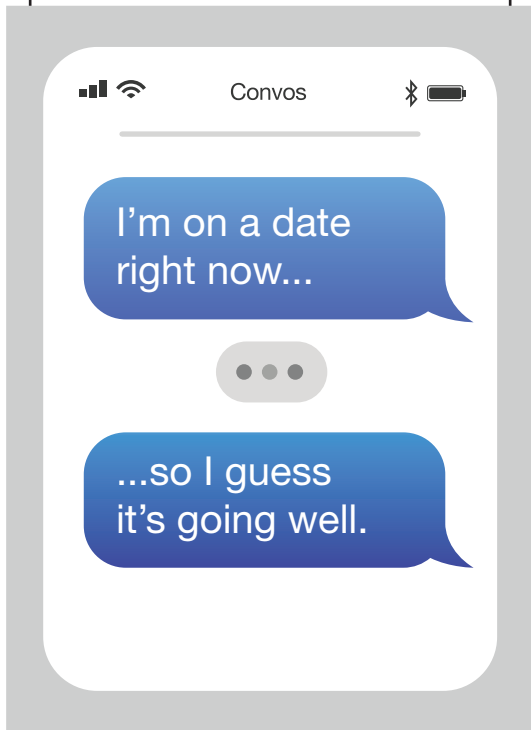 Convos
I’m on a date
right now...
...so I guess
it’s going well.